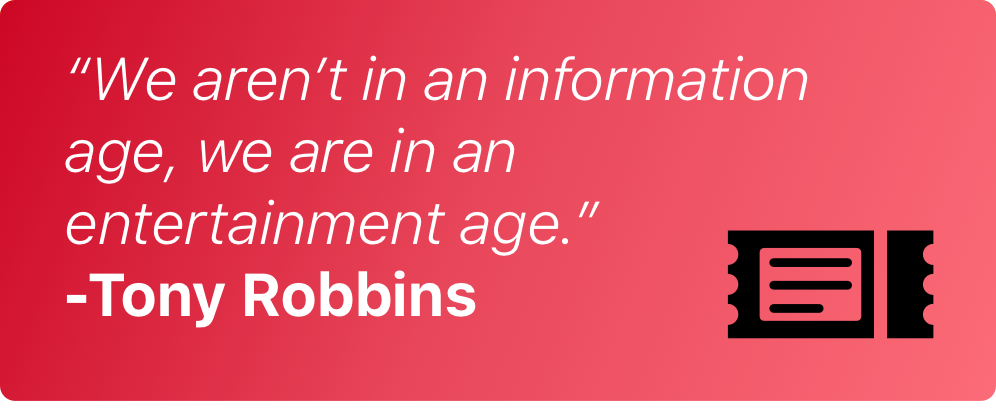 “We aren’t in an information
age, we are in an
entertainment age.”
-Tony Robbins